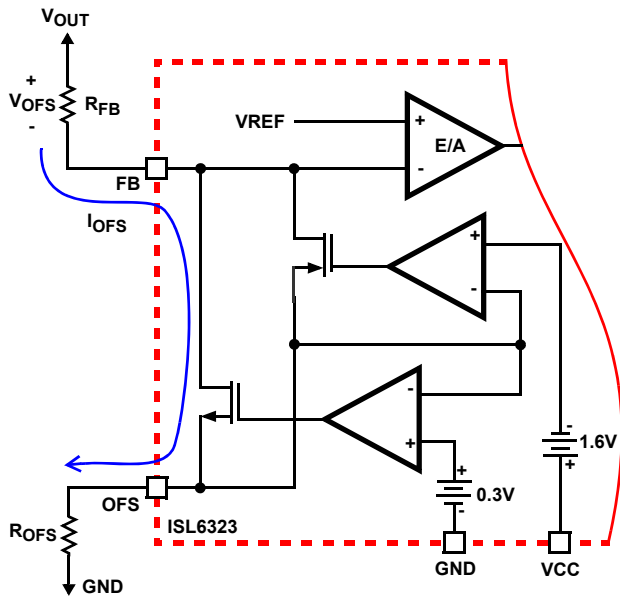 VOUT
+
VOFS
-
RFB
VREF
+
E/A
-
FB
IOFS
+
-
-
+
-
1.6V
+
+
0.3V
-
OFS
ISL6323
ROFS
GND
GND
VCC